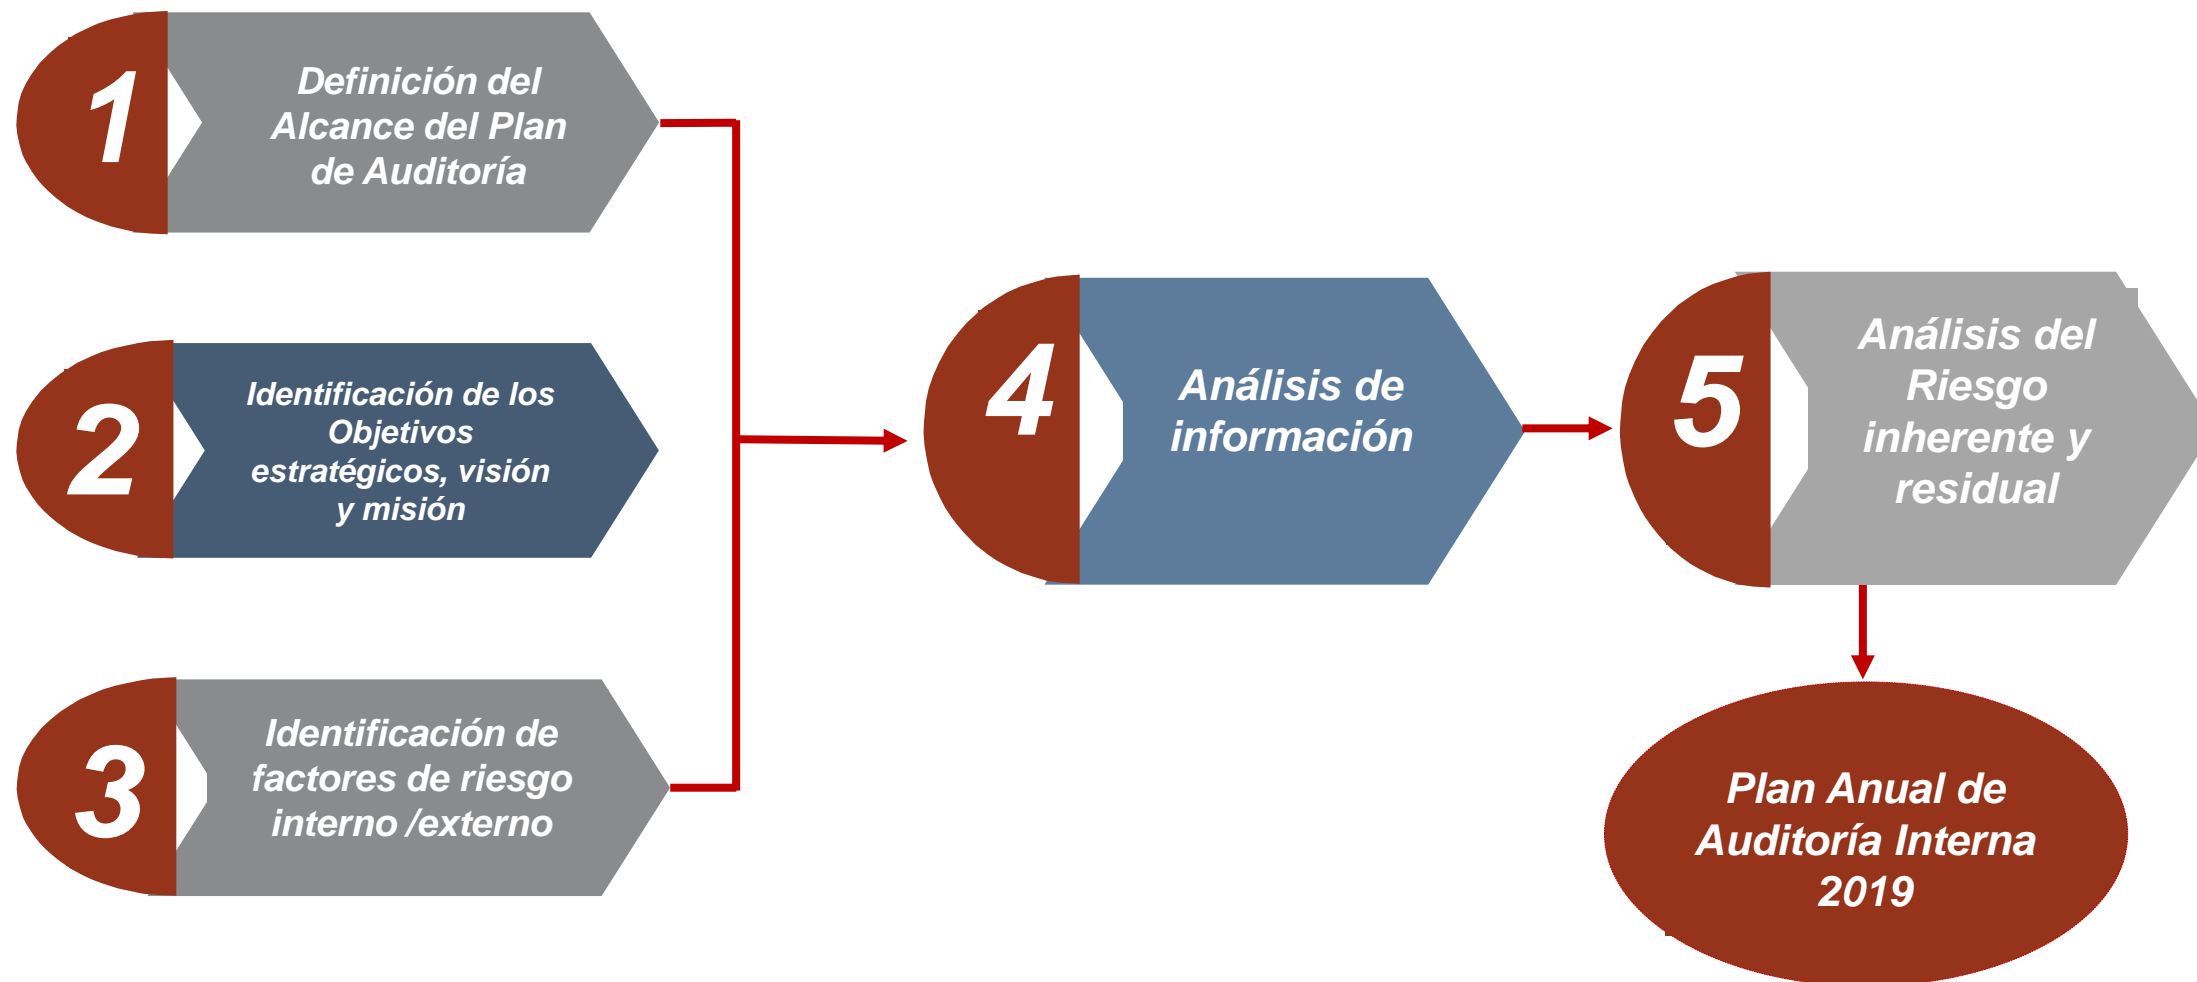 1
Definición del
Alcance del Plan
de Auditoría
2
Identificación de los
Objetivos
estratégicos, visión
y misión
3
Identificación de
factores de riesgo
interno /externo
4
Análisis de
información
5
Análisis del
Riesgo
inherente y
residual
Plan Anual de
Auditoría Interna
2019